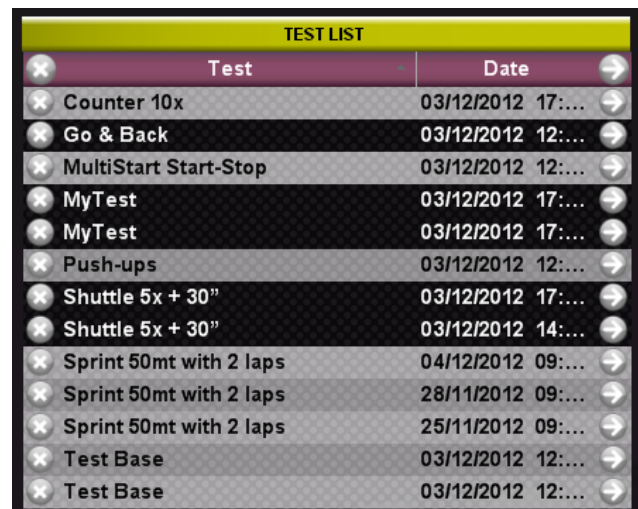 TEST LIST
Test Date
Counter 10x 03/12/2012 17:...
Go & Back 03/12/2012 12:...
MultiStart Start-Stop 03/12/2012 12:...
MyTest 03/12/2012 17:...
MyTest 03/12/2012 17:...
Push-ups 03/12/2012 12:...
Shuttle 5x + 30” 03/12/2012 17:...
Shuttle 5x + 30” 03/12/2012 14:...
Sprint 50mt with 2 laps 04/12/2012 09:...
Sprint 50mt with 2 laps 28/11/2012 09:...
Sprint 50mt with 2 laps 25/11/2012 09:...
Test Base 03/12/2012 12:...
Test Base 03/12/2012 12:...